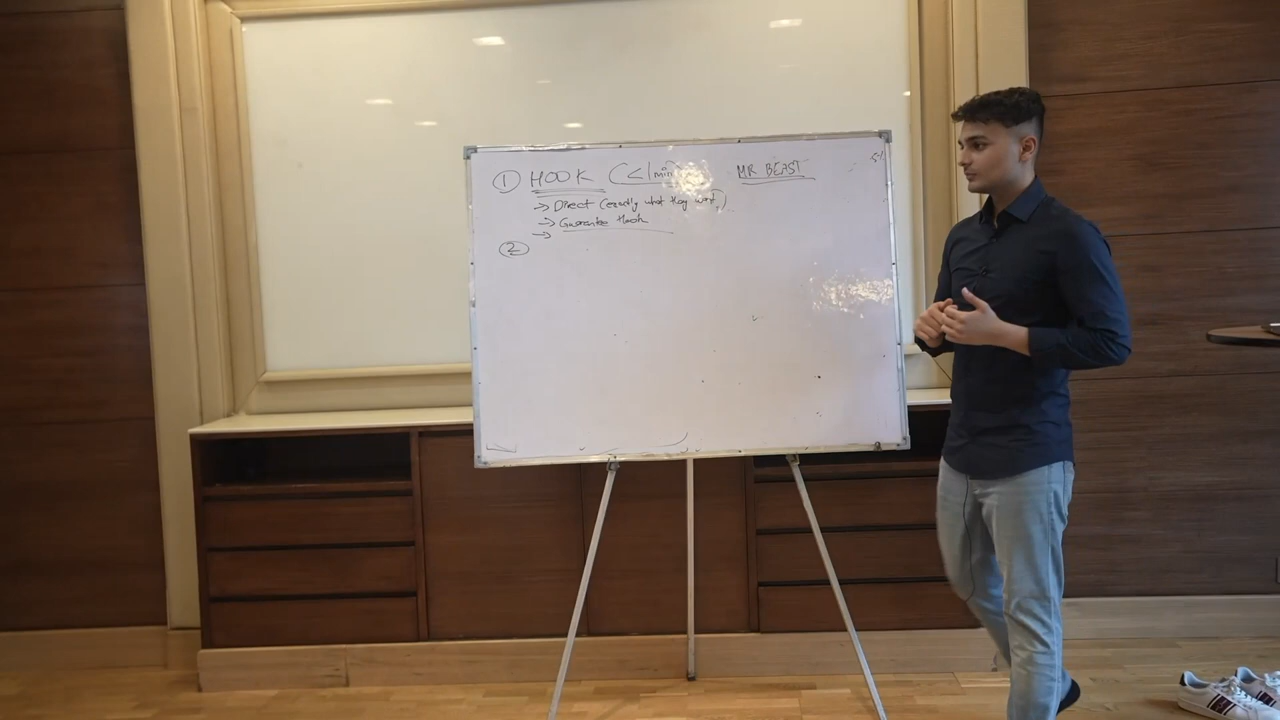 ① HOOK (<1min) MR BEAST
→ Direct (exactly what they want)
→ Guarantee Hook
→
②